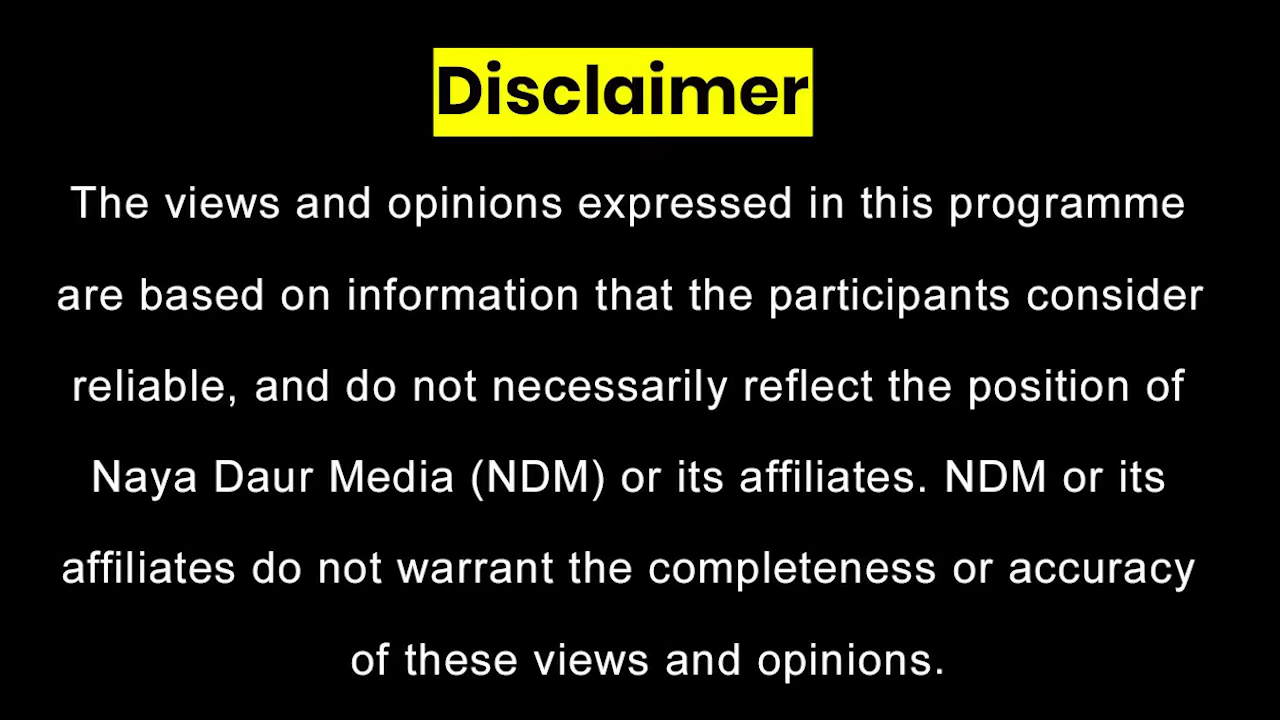 Disclaimer
The views and opinions expressed in this programme
are based on information that the participants consider
reliable, and do not necessarily reflect the position of
Naya Daur Media (NDM) or its affiliates. NDM or its
affiliates do not warrant the completeness or accuracy
of these views and opinions.